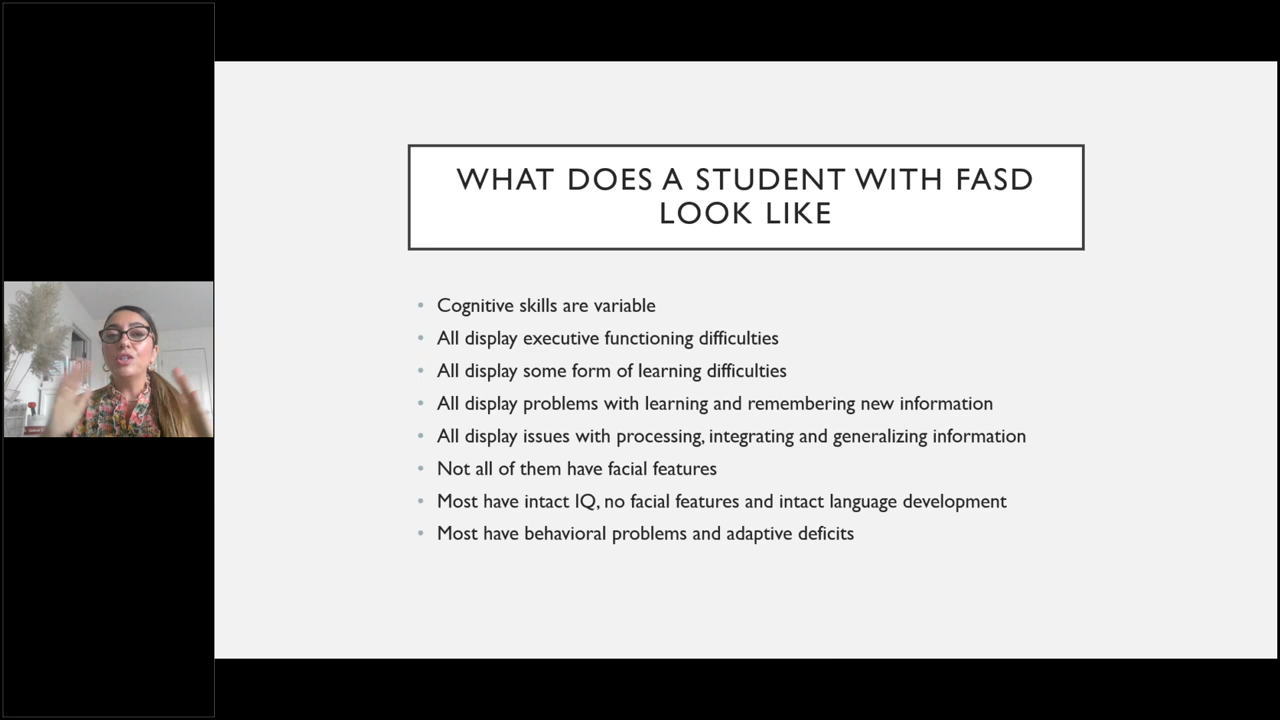 WHAT DOES A STUDENT WITH FASD
LOOK LIKE
• Cognitive skills are variable
• All display executive functioning difficulties
• All display some form of learning difficulties
• All display problems with learning and remembering new information
• All display issues with processing, integrating and generalizing information
• Not all of them have facial features
• Most have intact IQ, no facial features and intact language development
• Most have behavioral problems and adaptive deficits